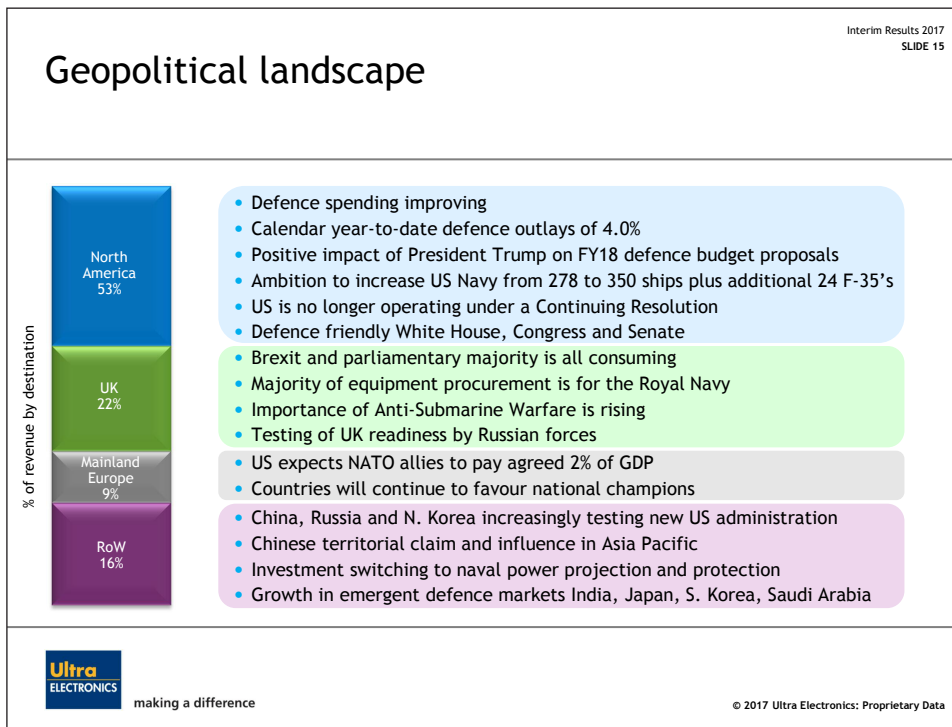 Interim Results 2017
SLIDE 15
Geopolitical landscape
% of revenue by destination
North
America
53%
• Defence spending improving
• Calendar year-to-date defence outlays of 4.0%
• Positive impact of President Trump on FY18 defence budget proposals
• Ambition to increase US Navy from 278 to 350 ships plus additional 24 F-35's
• US is no longer operating under a Continuing Resolution
• Defence friendly White House, Congress and Senate
UK
22%
• Brexit and parliamentary majority is all consuming
• Majority of equipment procurement is for the Royal Navy
• Importance of Anti-Submarine Warfare is rising
• Testing of UK readiness by Russian forces
Mainland
Europe
9%
• US expects NATO allies to pay agreed 2% of GDP
• Countries will continue to favour national champions
RoW
16%
• China, Russia and N. Korea increasingly testing new US administration
• Chinese territorial claim and influence in Asia Pacific
• Investment switching to naval power projection and protection
• Growth in emergent defence markets India, Japan, S. Korea, Saudi Arabia
Ultra
ELECTRONICS
making a difference
© 2017 Ultra Electronics: Proprietary Data